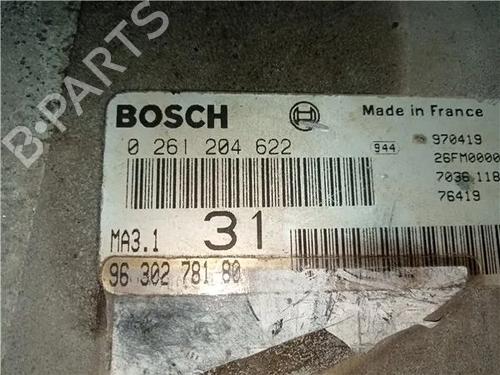 B-PARTS
BOSCH
Made in France
0 261 204 622
944
970419
26FM0000
7036 118
76419
MA3.1
31
96 302 781 80